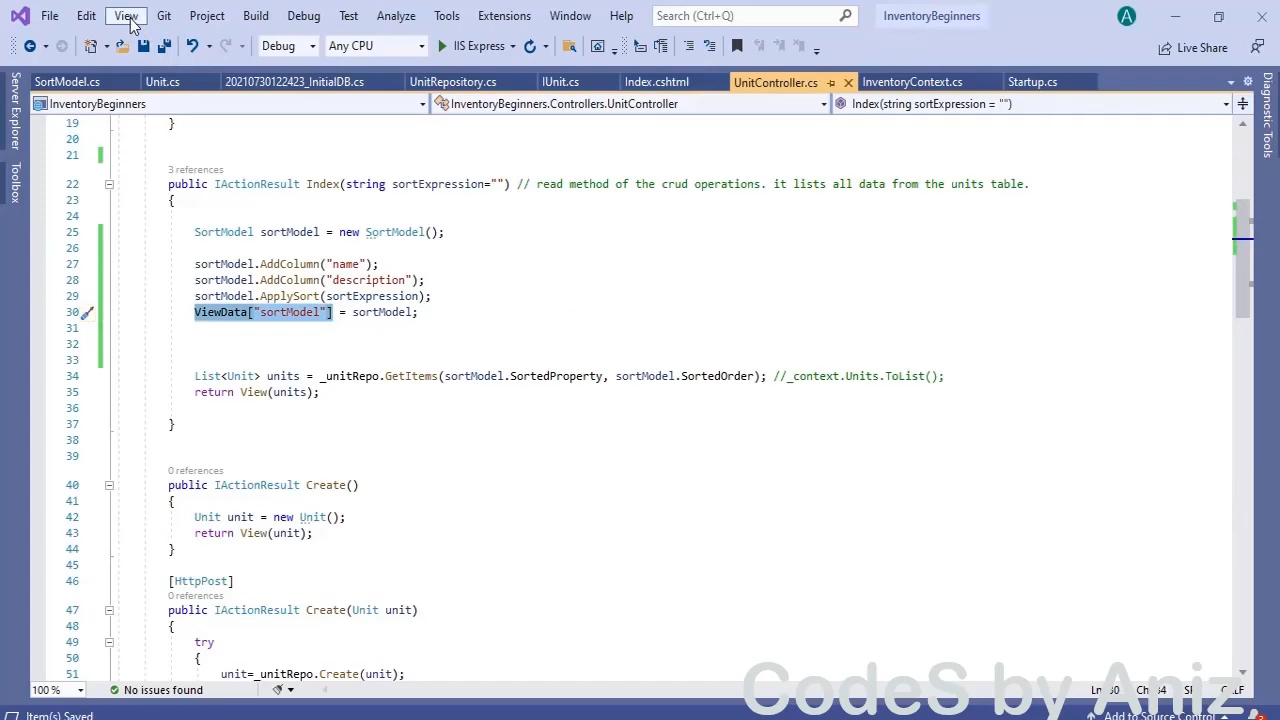 File Edit View Git Project Build Debug Test Analyze Tools Extensions Window Help Search (Ctrl+Q) InventoryBeginners A
Debug Any CPU IIS Express Live Share
SortModel.cs Unit.cs 20210730122423_InitialDB.cs UnitRepository.cs IUnit.cs Index.cshtml UnitController.cs InventoryContext.cs Startup.cs
InventoryBeginners InventoryBeginners.Controllers.UnitController Index(string sortExpression = "")
Server Explorer
Toolbox
Diagnostic Tools
19 }
20
21
3 references
22 public IActionResult Index(string sortExpression="") // read method of the crud operations. it lists all data from the units table.
23 {
24
25 SortModel sortModel = new SortModel();
26
27 sortModel.AddColumn("name");
28 sortModel.AddColumn("description");
29 sortModel.ApplySort(sortExpression);
30 ViewData["sortModel"] = sortModel;
31
32
33
34 List<Unit> units = _unitRepo.GetItems(sortModel.SortedProperty, sortModel.SortedOrder); //_context.Units.ToList();
35 return View(units);
36
37 }
38
39
0 references
40 public IActionResult Create()
41 {
42 Unit unit = new Unit();
43 return View(unit);
44 }
45
46 [HttpPost]
0 references
47 public IActionResult Create(Unit unit)
48 {
49 try
50 {
51 unit=_unitRepo.Create(unit);
100 % No issues found
CodeS by Aniz,
Item(s) Saved Add to Source Control